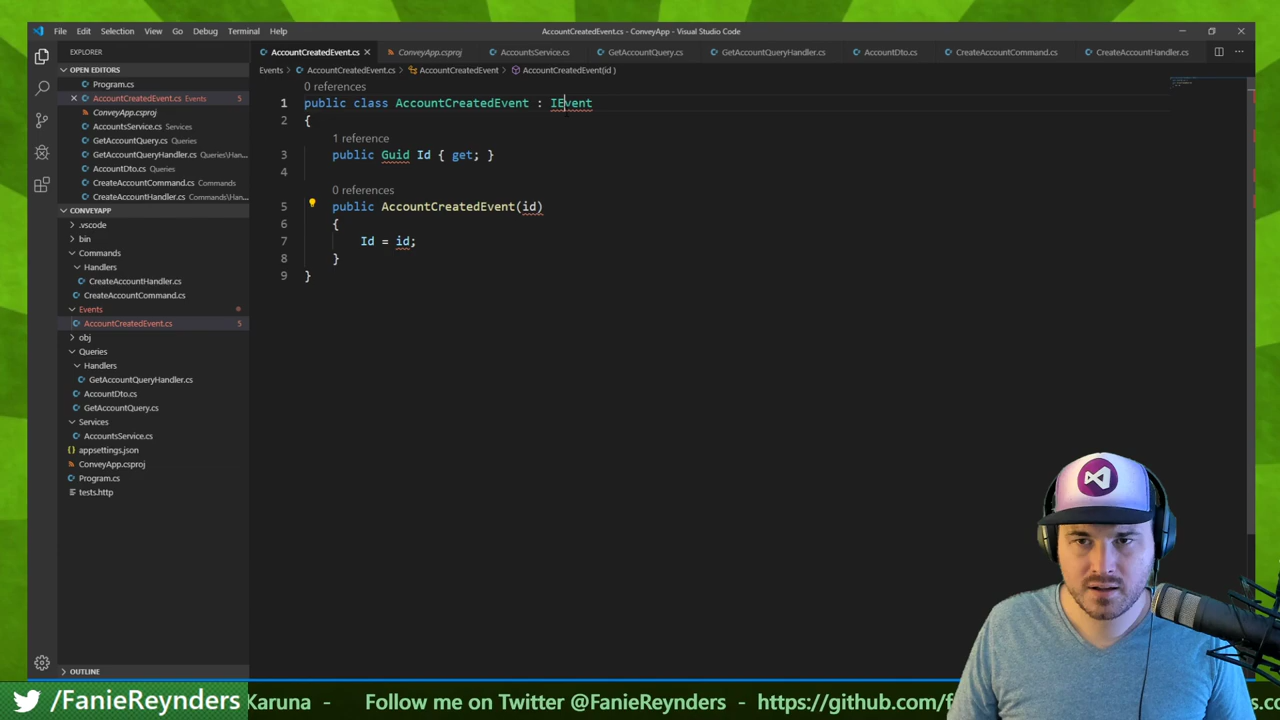 File Edit Selection View Go Debug Terminal Help
AccountCreatedEvent.cs - ConveyApp - Visual Studio Code
EXPLORER
AccountCreatedEvent.cs ConveyApp.csproj AccountsService.cs GetAccountQuery.cs GetAccountQueryHandler.cs AccountDto.cs CreateAccountCommand.cs CreateAccountHandler.cs
OPEN EDITORS
Program.cs
AccountCreatedEvent.cs Events 5
ConveyApp.csproj
AccountsService.cs Services
GetAccountQuery.cs Queries
GetAccountQueryHandler.cs Queries\Han...
AccountDto.cs Queries
CreateAccountCommand.cs Commands
CreateAccountHandler.cs Commands\Han...
CONVEYAPP
.vscode
bin
Commands
Handlers
CreateAccountHandler.cs
CreateAccountCommand.cs
Events
AccountCreatedEvent.cs 5
obj
Queries
Handlers
GetAccountQueryHandler.cs
AccountDto.cs
GetAccountQuery.cs
Services
AccountsService.cs
appsettings.json
ConveyApp.csproj
Program.cs
tests.http
OUTLINE
Events > AccountCreatedEvent.cs > AccountCreatedEvent > AccountCreatedEvent(id )
0 references
1 public class AccountCreatedEvent : IEvent
2 {
1 reference
3 public Guid Id { get; }
4
0 references
5 public AccountCreatedEvent(id)
6 {
7 Id = id;
8 }
9 }
/FanieReynders Karuna - Follow me on Twitter @FanieReynders - https://github.com/f